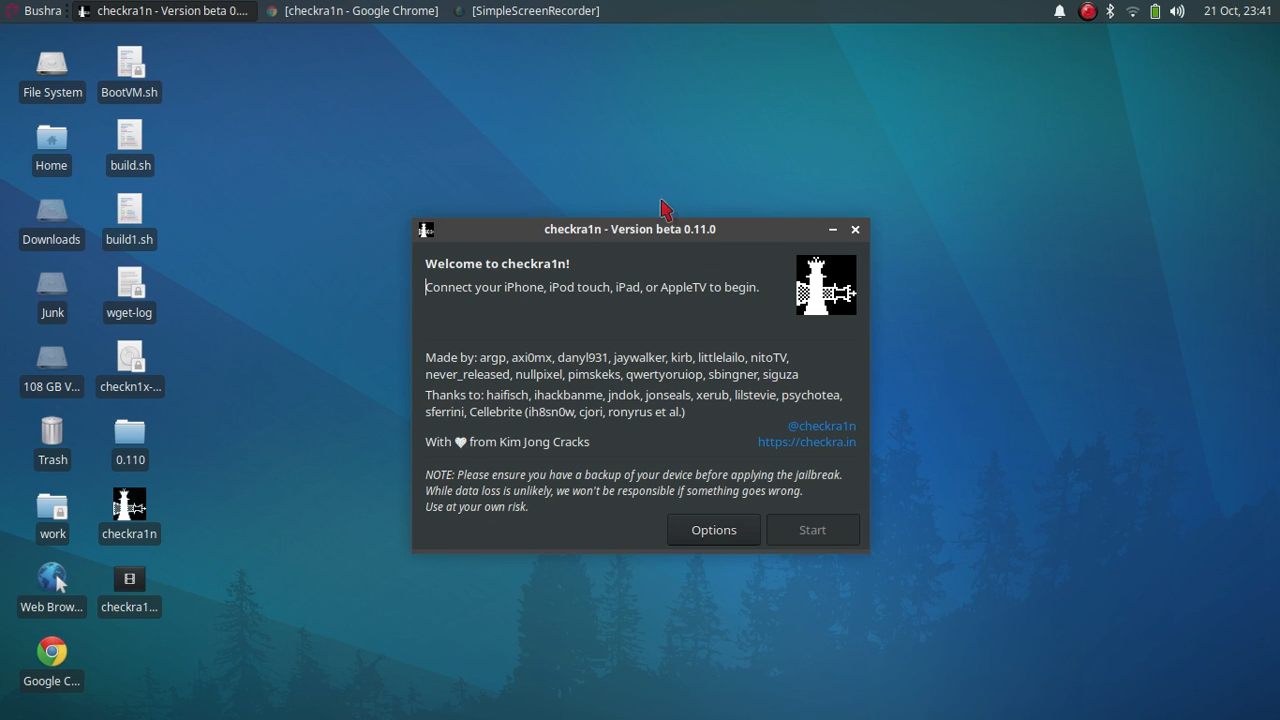 Bushra
checkra1n - Version beta 0....
[checkra1n - Google Chrome]
[SimpleScreenRecorder]
21 Oct, 23:41
File System
BootVM.sh
Home
build.sh
Downloads
build1.sh
Junk
wget-log
108 GB V...
checkn1x-...
Trash
0.110
work
checkra1n
Web Brow...
checkra1...
Google C...
checkra1n - Version beta 0.11.0
Welcome to checkra1n!
Connect your iPhone, iPod touch, iPad, or AppleTV to begin.
Made by: argp, axi0mx, danyl931, jaywalker, kirb, littlelailo, nitoTV,
never_released, nullpixel, pimskeks, qwertyoruiop, sbingner, siguza
Thanks to: haifisch, ihackbanme, jndok, jonseals, xerub, lilstevie, psychotea,
sferrini, Cellebrite (ih8sn0w, cjori, ronyrus et al.)
@checkra1n
With ♥ from Kim Jong Cracks
https://checkra.in
NOTE: Please ensure you have a backup of your device before applying the jailbreak.
While data loss is unlikely, we won't be responsible if something goes wrong.
Use at your own risk.
Options
Start